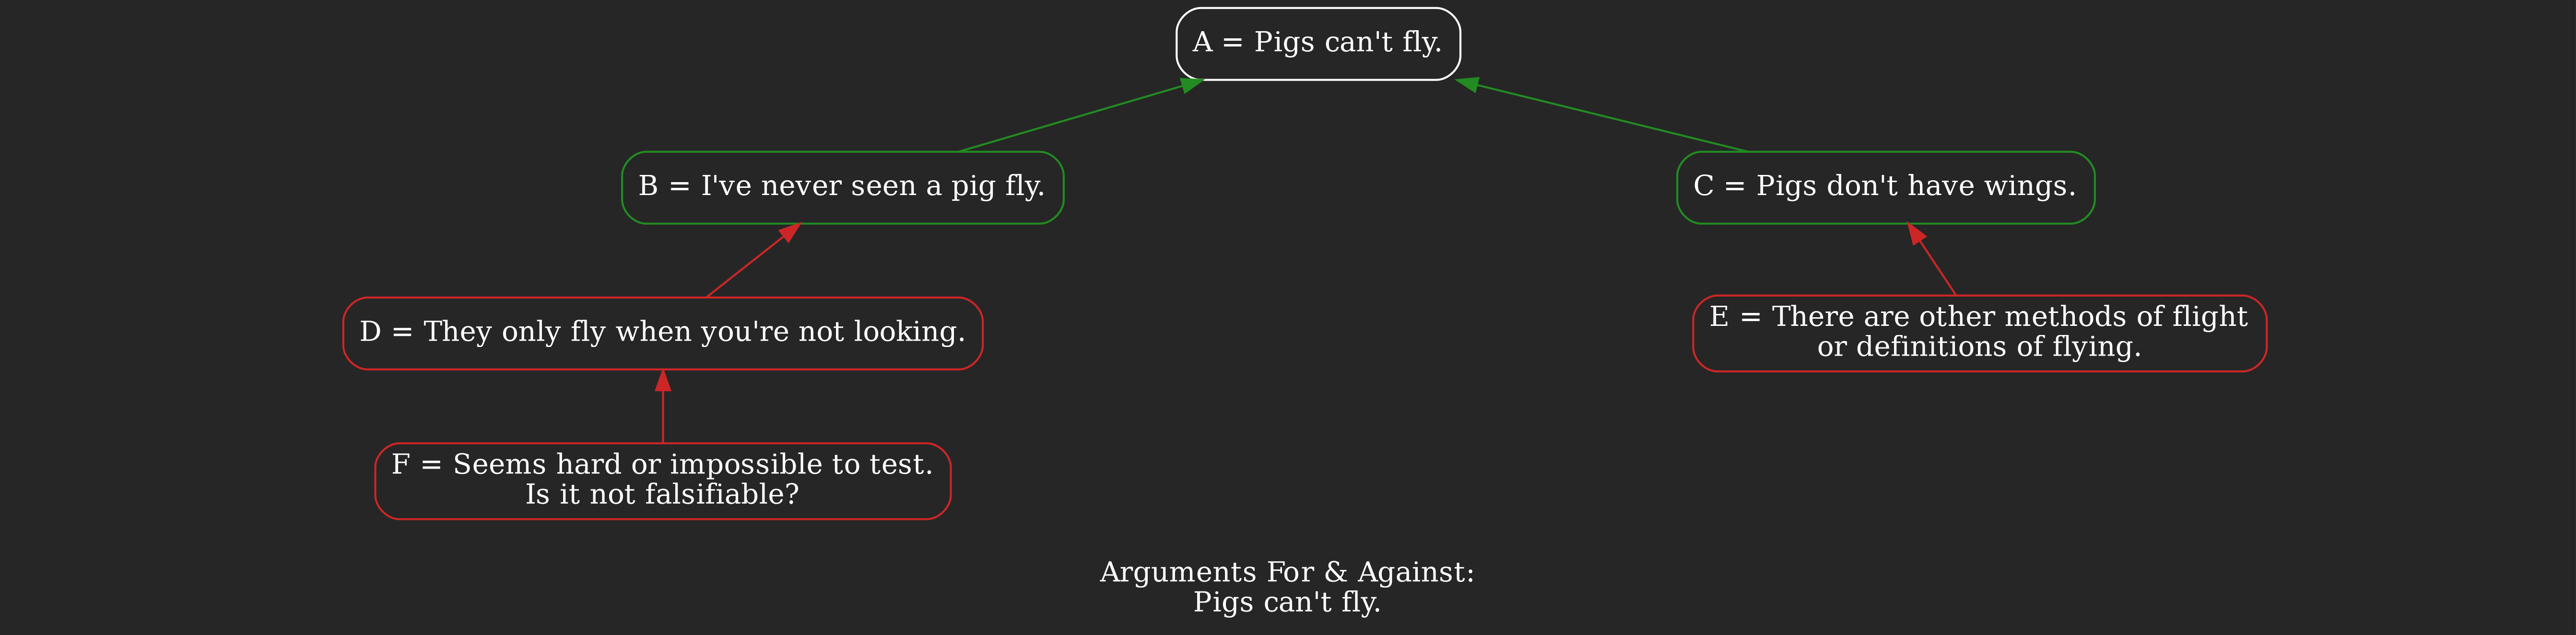 A = Pigs can't fly.
B = I've never seen a pig fly.
C = Pigs don't have wings.
D = They only fly when you're not looking.
E = There are other methods of flight
or definitions of flying.
F = Seems hard or impossible to test.
Is it not falsifiable?
Arguments For & Against:
Pigs can't fly.